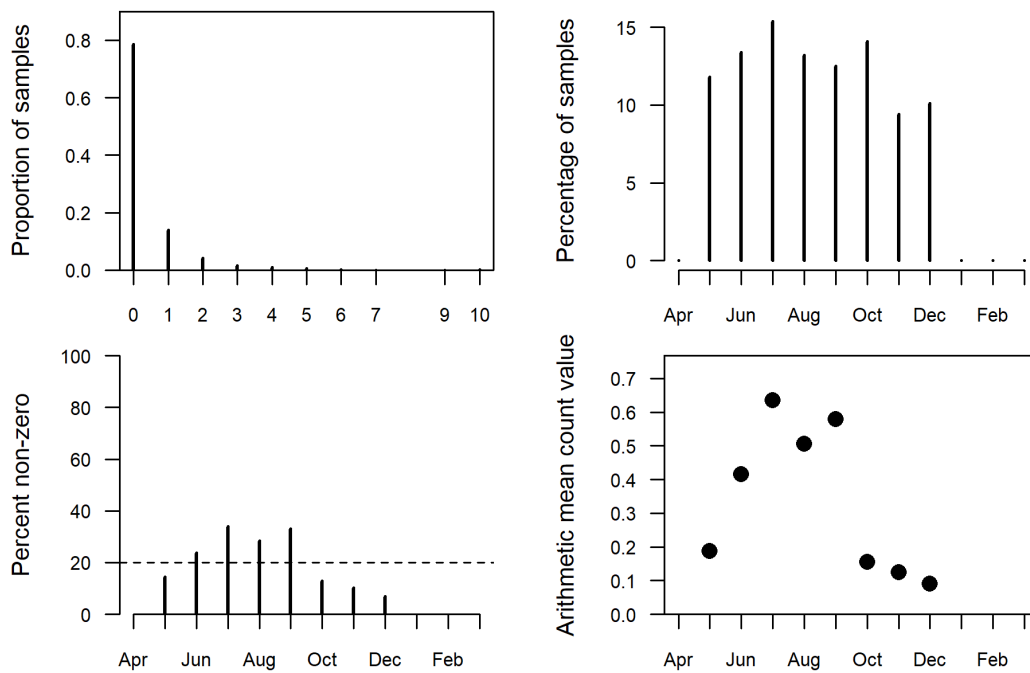 Proportion of samples
0.8
0.6
0.4
0.2
0.0
0 1 2 3 4 5 6 7 9 10
Percentage of samples
15
10
5
0
Apr Jun Aug Oct Dec Feb
Percent non-zero
100
80
60
40
20
0
Apr Jun Aug Oct Dec Feb
Arithmetic mean count value
0.7
0.6
0.5
0.4
0.3
0.2
0.1
0.0
Apr Jun Aug Oct Dec Feb